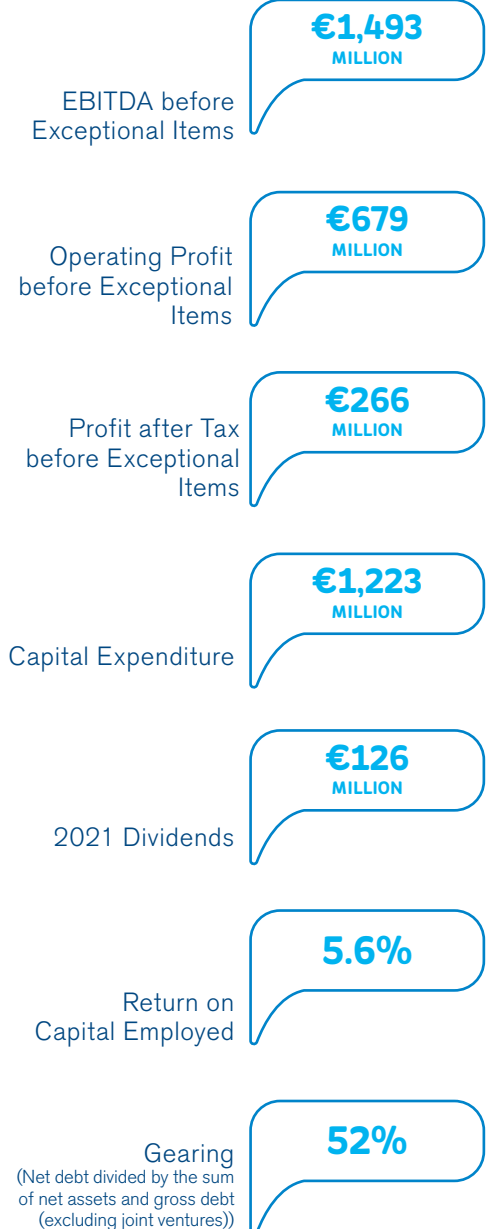 €1,493
MILLION
EBITDA before
Exceptional Items
€679
MILLION
Operating Profit
before Exceptional
Items
€266
MILLION
Profit after Tax
before Exceptional
Items
€1,223
MILLION
Capital Expenditure
€126
MILLION
2021 Dividends
5.6%
Return on
Capital Employed
52%
Gearing
(Net debt divided by the sum
of net assets and gross debt
(excluding joint ventures))